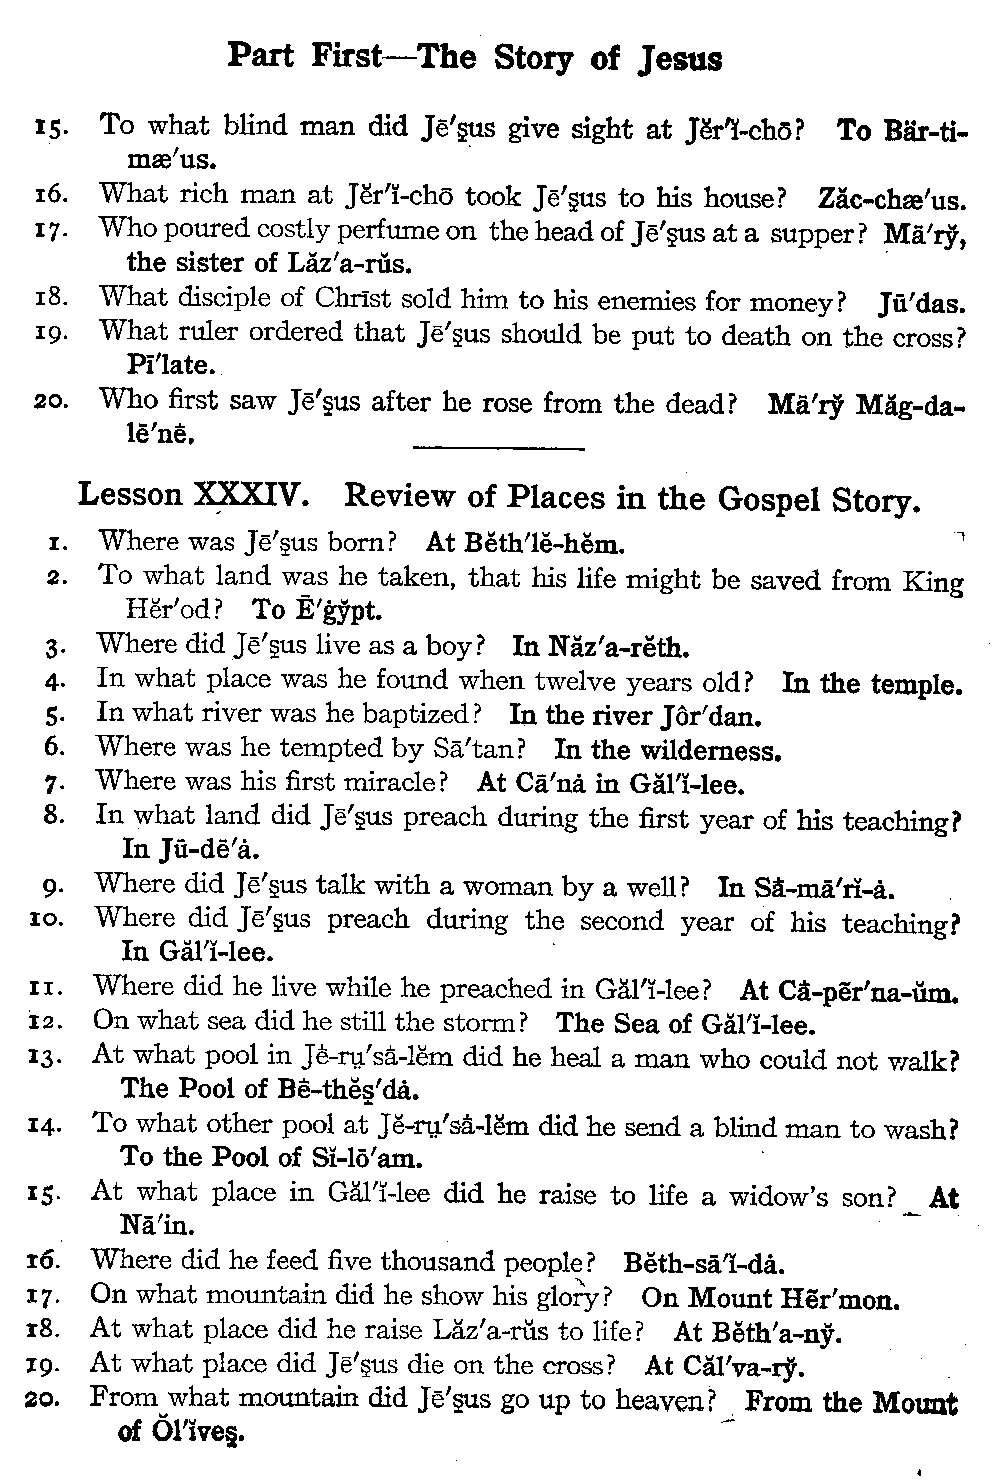 Part First—The Story of Jesus
15. To what blind man did Jē′ṣus give sight at Jĕr′ĭ-chō? To Bär-ti-
mæ′us.
16. What rich man at Jĕr′ĭ-chō took Jē′ṣus to his house? Zăc-chæ′us.
17. Who poured costly perfume on the head of Jē′ṣus at a supper? Mā′ry̆,
the sister of Lăz′a-rŭs.
18. What disciple of Chrīst sold him to his enemies for money? Jū′das.
19. What ruler ordered that Jē′ṣus should be put to death on the cross?
Pī′late.
20. Who first saw Jē′ṣus after he rose from the dead? Mā′ry̆ Măg-da-
lē′nė.
Lesson XXXIV. Review of Places in the Gospel Story.
1. Where was Jē′ṣus born? At Bĕth′lĕ-hĕm.
2. To what land was he taken, that his life might be saved from King
Hĕr′od? To Ē′ġy̆pt.
3. Where did Jē′ṣus live as a boy? In Năz′a-rĕth.
4. In what place was he found when twelve years old? In the temple.
5. In what river was he baptized? In the river Jôr′dan.
6. Where was he tempted by Sā′tan? In the wilderness.
7. Where was his first miracle? At Cā′nȧ in Găl′ĭ-lee.
8. In what land did Jē′ṣus preach during the first year of his teaching?
In Jū-dē′ȧ.
9. Where did Jē′ṣus talk with a woman by a well? In Sȧ-mā′rĭ-ȧ.
10. Where did Jē′ṣus preach during the second year of his teaching?
In Găl′ĭ-lee.
11. Where did he live while he preached in Găl′ĭ-lee? At Cȧ-pẽr′na-ŭm.
12. On what sea did he still the storm? The Sea of Găl′ĭ-lee.
13. At what pool in Jė-rṳ′sȧ-lĕm did he heal a man who could not walk?
The Pool of Bė-thĕṣ′dȧ.
14. To what other pool at Jĕ-rṳ′sȧ-lĕm did he send a blind man to wash?
To the Pool of Sĭ-lō′am.
15. At what place in Găl′ĭ-lee did he raise to life a widow's son? At
Nā′in.
16. Where did he feed five thousand people? Bĕth-sā′ĭ-dȧ.
17. On what mountain did he show his glory? On Mount Hẽr′mon.
18. At what place did he raise Lăz′a-rŭs to life? At Bĕth′a-ny̆.
19. At what place did Jē′ṣus die on the cross? At Căl′va-ry̆.
20. From what mountain did Jē′ṣus go up to heaven? From the Mount
of Ŏl′ĭveṣ.